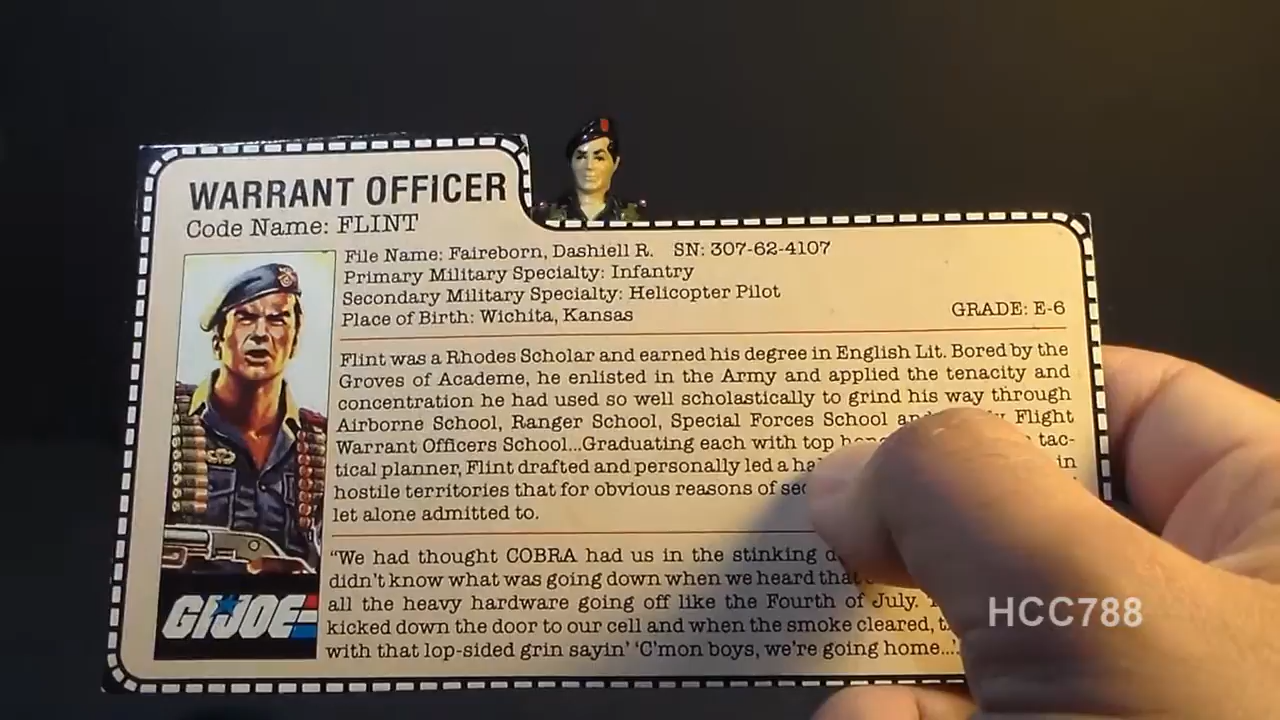 WARRANT OFFICER
Code Name: FLINT
File Name: Faireborn, Dashiell R. SN: 307-62-4107
Primary Military Specialty: Infantry
Secondary Military Specialty: Helicopter Pilot
Place of Birth: Wichita, Kansas GRADE: E-6
Flint was a Rhodes Scholar and earned his degree in English Lit. Bored by the
Groves of Academe, he enlisted in the Army and applied the tenacity and
concentration he had used so well scholastically to grind his way through
Airborne School, Ranger School, Special Forces School Flight
Warrant Officers School...Graduating each with top tac-
tical planner, Flint drafted and personally led a in
hostile territories that for obvious reasons of
let alone admitted to.
"We had thought COBRA had us in the stinking
didn't know what was going down when we heard that
all the heavy hardware going off like the Fourth of July.
kicked down the door to our cell and when the smoke cleared,
with that lop-sided grin sayin' 'C'mon boys, we're going home...'
GI JOE
HCC788